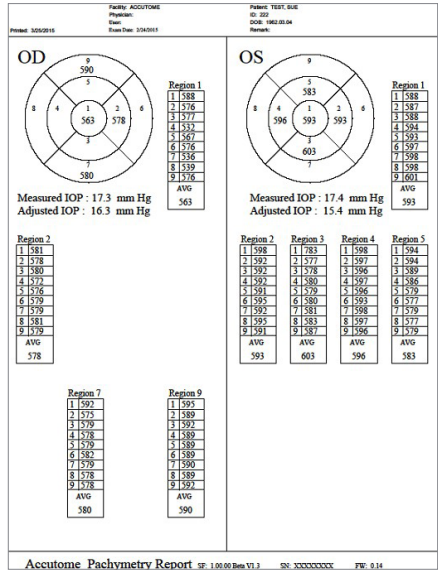 Facility: ACCUTOME
Patient: TEST, SUE
Physician:
ID: 222
User:
DOB: 1962.03.04
Printed: 3/25/2015
Exam Date: 2/24/2015
Remark:
OD
9
590
5
8 4 1 2 6
563 578
3
7
580
Region 1
1 588
2 576
3 577
4 532
5 567
6 576
7 536
8 539
9 576
AVG
563
Measured IOP : 17.3 mm Hg
Adjusted IOP : 16.3 mm Hg
OS
9
5
583
8 4 1 2 6
596 593 593
3
603
7
Region 1
1 588
2 587
3 588
4 594
5 593
6 597
7 598
8 598
9 601
AVG
593
Measured IOP : 17.4 mm Hg
Adjusted IOP : 15.4 mm Hg
Region 2
1 581
2 578
3 580
4 572
5 576
6 579
7 579
8 581
9 579
AVG
578
Region 2
1 598
2 592
3 592
4 592
5 591
6 595
7 592
8 595
9 591
AVG
593
Region 3
1 783
2 577
3 578
4 580
5 579
6 580
7 581
8 583
9 587
AVG
603
Region 4
1 598
2 597
3 596
4 597
5 596
6 593
7 598
8 597
9 596
AVG
596
Region 5
1 594
2 594
3 589
4 586
5 579
6 577
7 579
8 577
9 579
AVG
583
Region 7
1 592
2 575
3 579
4 578
5 579
6 582
7 579
8 578
9 578
AVG
580
Region 9
1 595
2 589
3 592
4 589
5 589
6 589
7 590
8 589
9 592
AVG
590
Accutome Pachymetry Report SF: 1.00.00 Beta V1.3 SN: XXXXXXXX FW: 0.14